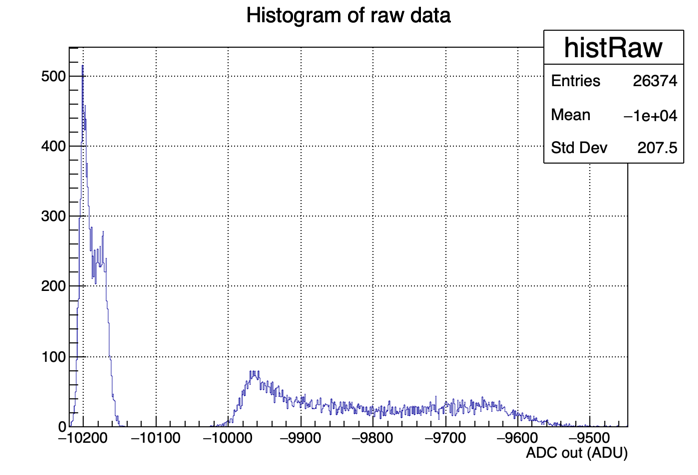 Histogram of raw data
histRaw
Entries 26374
Mean −1e+04
Std Dev 207.5
500
400
300
200
100
0
−10200 −10100 −10000 −9900 −9800 −9700 −9600 −9500
ADC out (ADU)